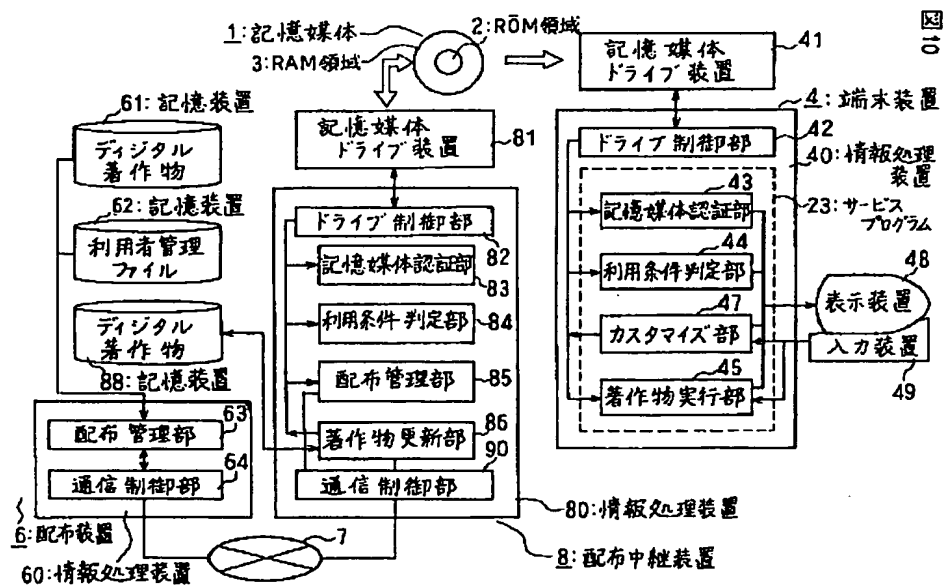 図10
1:記憶媒体
2:ROM領域
3:RAM領域
記憶媒体
ドライブ装置
41
61:記憶装置
ディジタル
著作物
62:記憶装置
利用者管理
ファイル
ディジタル
著作物
88:記憶装置
配布管理部
63
通信制御部
64
6:配布装置
60:情報処理装置
7
記憶媒体
ドライブ装置
81
ドライブ制御部
82
記憶媒体認証部
83
利用条件判定部
84
配布管理部
85
著作物更新部
86
通信制御部
90
80:情報処理装置
8:配布中継装置
4:端末装置
ドライブ制御部
42
40:情報処理
装置
43
記憶媒体認証部
23:サービス
プログラム
44
利用条件判定部
47
カスタマイズ部
45
著作物実行部
48
表示装置
入力装置
49